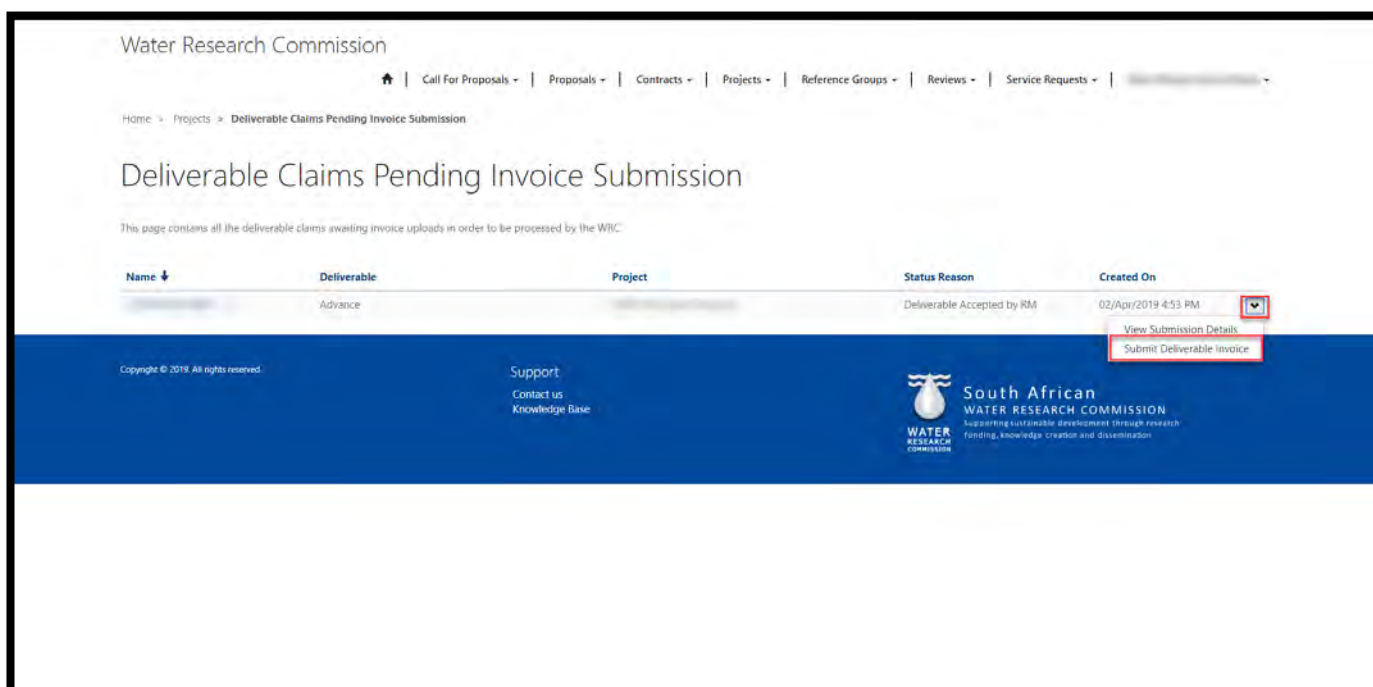 Water Research Commission
Call For Proposals | Proposals | Contracts | Projects | Reference Groups | Reviews | Service Requests |
Home > Projects > Deliverable Claims Pending Invoice Submission
Deliverable Claims Pending Invoice Submission
This page contains all the deliverable claims awaiting invoice uploads in order to be processed by the WRC
Name Deliverable Project Status Reason Created On
Advance Deliverable Accepted by RM 02/Apr/2019 4:53 PM
View Submission Details
Submit Deliverable Invoice
Copyright © 2019. All rights reserved.
Support
Contact us
Knowledge Base
WATER
RESEARCH
COMMISSION
South African
WATER RESEARCH COMMISSION
Supporting sustainable development through research
funding, knowledge creation and dissemination